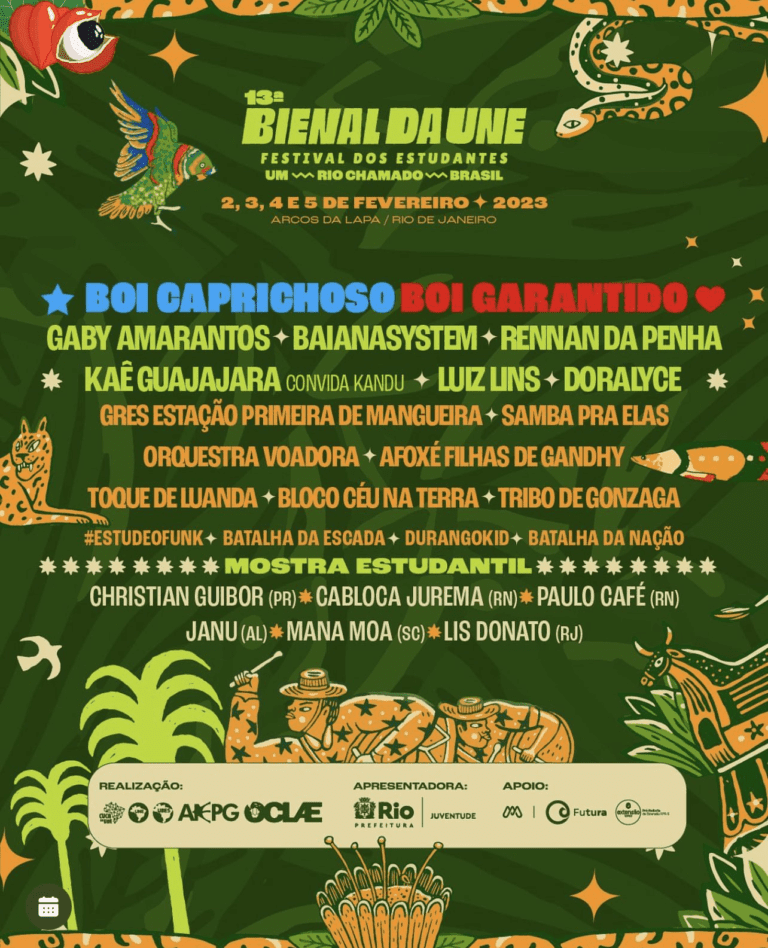 13ª
BIENAL DA UNE
FESTIVAL DOS ESTUDANTES
UM RIO CHAMADO BRASIL
2, 3, 4 E 5 DE FEVEREIRO 2023
ARCOS DA LAPA / RIO DE JANEIRO
BOI CAPRICHOSO BOI GARANTIDO
GABY AMARANTOS BAIANASYSTEM RENNAN DA PENHA
KAÊ GUAJAJARA CONVIDA KANDU LUIZ LINS DORALYCE
GRES ESTAÇÃO PRIMEIRA DE MANGUEIRA SAMBA PRA ELAS
ORQUESTRA VOADORA AFOXÉ FILHAS DE GANDHY
TOQUE DE LUANDA BLOCO CÉU NA TERRA TRIBO DE GONZAGA
#ESTUDEOFUNK BATALHA DA ESCADA DURANGOKID BATALHA DA NAÇÃO
MOSTRA ESTUDANTIL
CHRISTIAN GUIBOR (PR) CABLOCA JUREMA (RN) PAULO CAFÉ (RN)
JANU (AL) MANA MOA (SC) LIS DONATO (RJ)
REALIZAÇÃO: APRESENTADORA: APOIO:
ANPG OCLAE Rio PREFEITURA JUVENTUDE Futura extensão